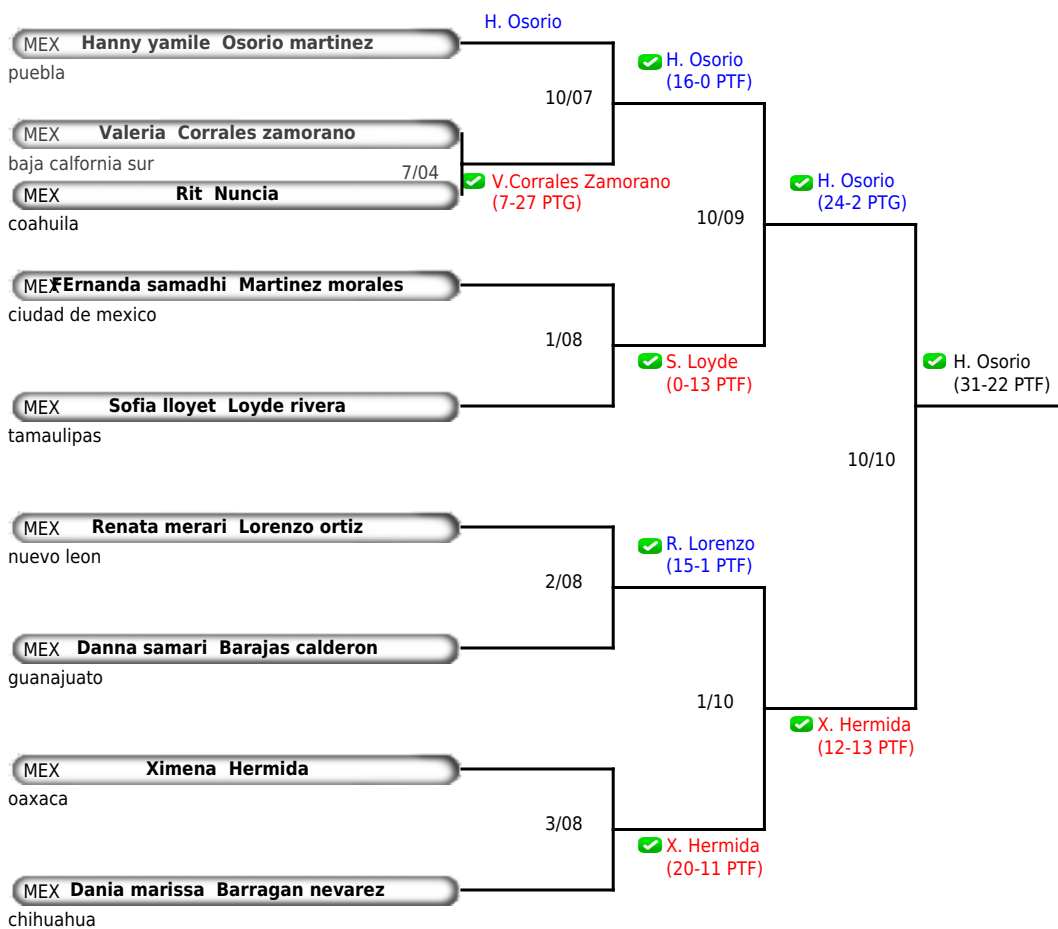 H. Osorio
MEX Hanny yamile Osorio martinez
puebla
H. Osorio
(16-0 PTF)
10/07
MEX Valeria Corrales zamorano
baja calfornia sur
7/04
V.Corrales Zamorano
(7-27 PTG)
MEX Rit Nuncia
coahuila
H. Osorio
(24-2 PTG)
10/09
MEX FErnanda samadhi Martinez morales
ciudad de mexico
1/08
S. Loyde
(0-13 PTF)
H. Osorio
(31-22 PTF)
MEX Sofia lloyet Loyde rivera
tamaulipas
10/10
MEX Renata merari Lorenzo ortiz
nuevo leon
R. Lorenzo
(15-1 PTF)
2/08
MEX Danna samari Barajas calderon
guanajuato
1/10
X. Hermida
(12-13 PTF)
MEX Ximena Hermida
oaxaca
3/08
X. Hermida
(20-11 PTF)
MEX Dania marissa Barragan nevarez
chihuahua